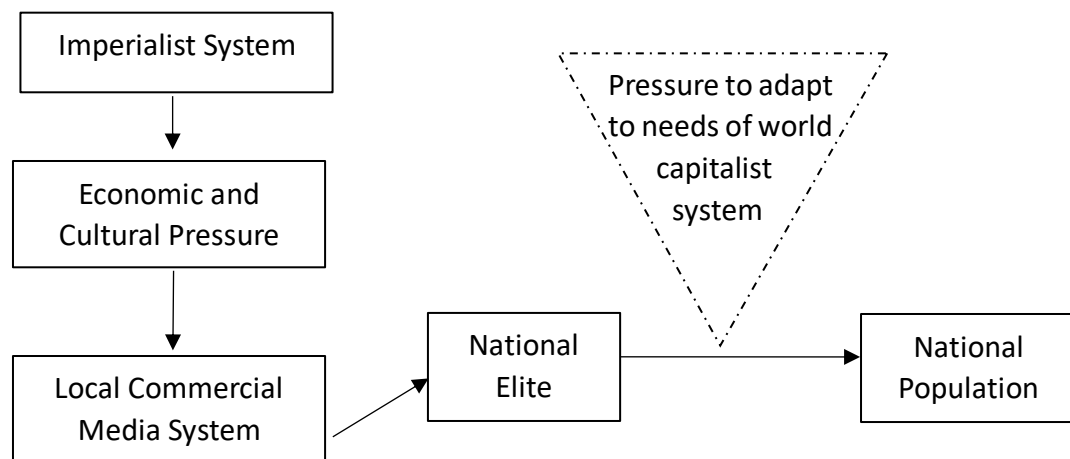 Imperialist System
Economic and
Cultural Pressure
Local Commercial
Media System
National
Elite
Pressure to adapt
to needs of world
capitalist
system
National
Population